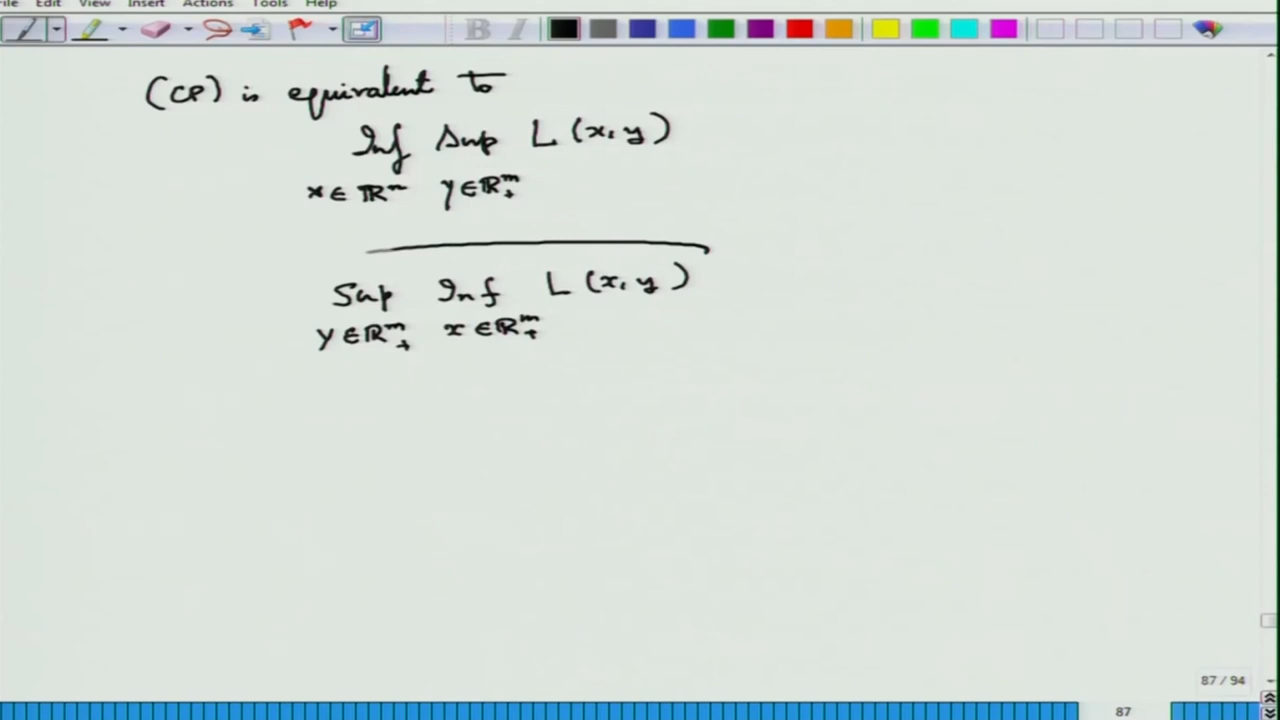 File Edit View Insert Actions Tools Help
B I
(CP) is equivalent to
Inf Sup L(x, y)
x ∈ ℝⁿ y ∈ ℝ₊ᵐ
Sup Inf L(x, y)
y ∈ ℝ₊ᵐ x ∈ ℝ₊ᵐ
87 / 94
87